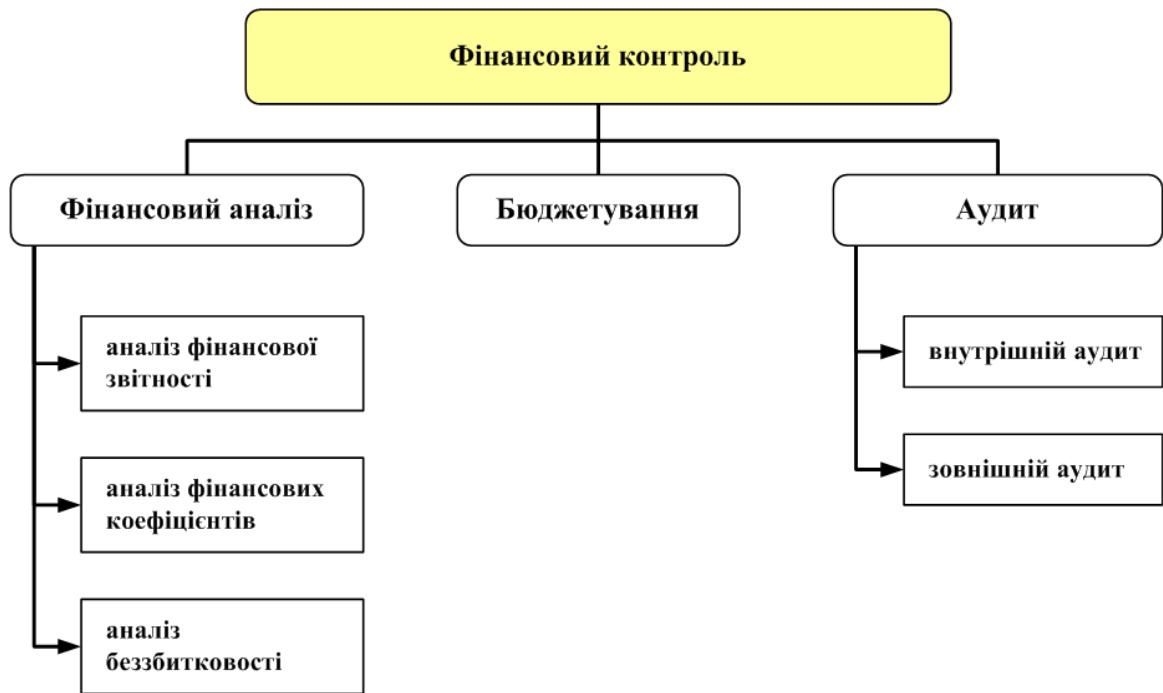 Фінансовий контроль
Фінансовий аналіз
Бюджетування
Аудит
аналіз фінансової
звітності
аналіз фінансових
коефіцієнтів
аналіз
беззбитковості
внутрішній аудит
зовнішній аудит